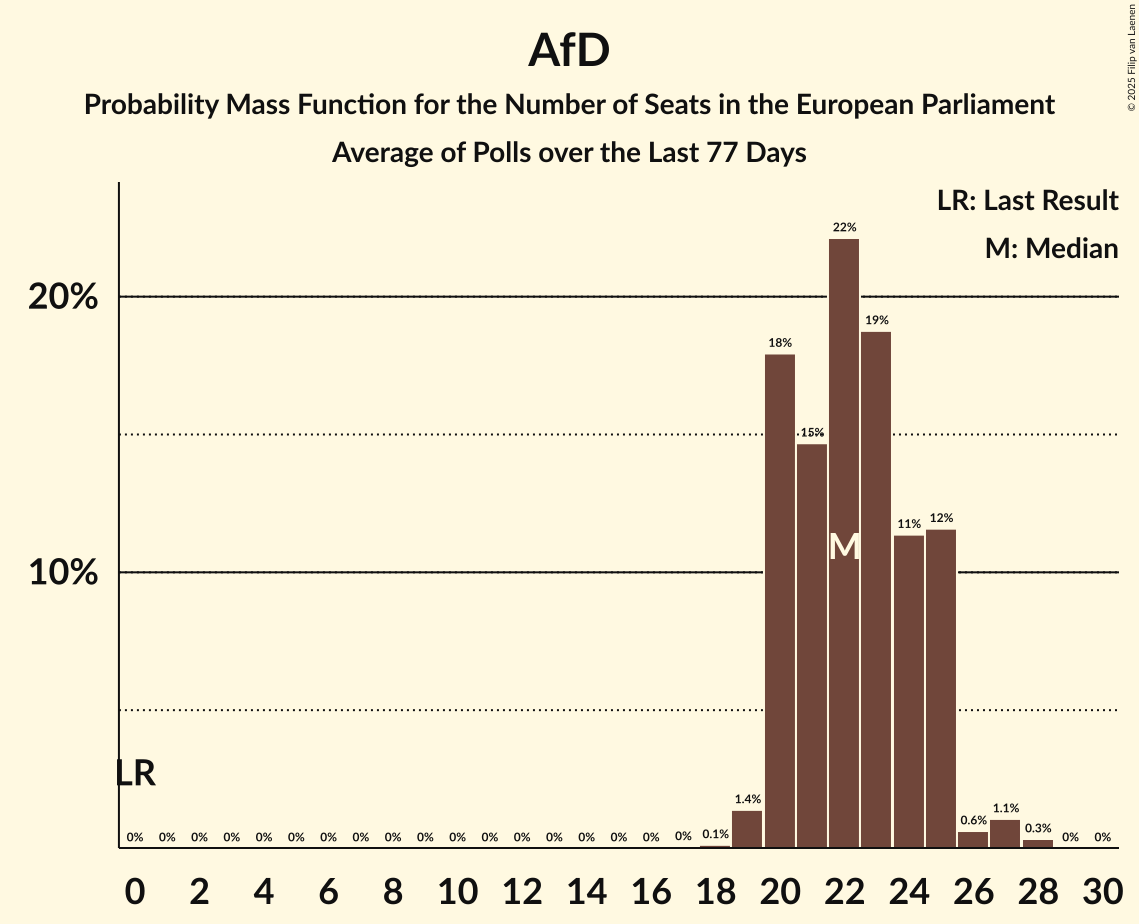 AfD
Probability Mass Function for the Number of Seats in the European Parliament
Average of Polls over the Last 77 Days
© 2025 Filip van Laenen
LR: Last Result
M: Median
20%
10%
22%
19%
18%
15%
12%
11%
M
LR
0% 0% 0% 0% 0% 0% 0% 0% 0% 0% 0% 0% 0% 0% 0% 0% 0% 0% 0.1% 1.4% 0.6% 1.1% 0.3% 0% 0%
0 2 4 6 8 10 12 14 16 18 20 22 24 26 28 30